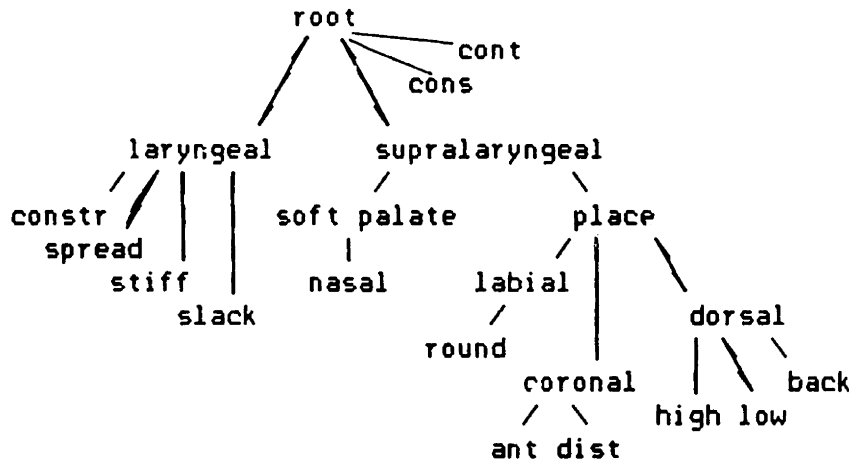 root
cont
cons
laryngeal supralaryngeal
constr soft palate place
spread
stiff nasal labial
slack dorsal
round
coronal back
high low
ant dist